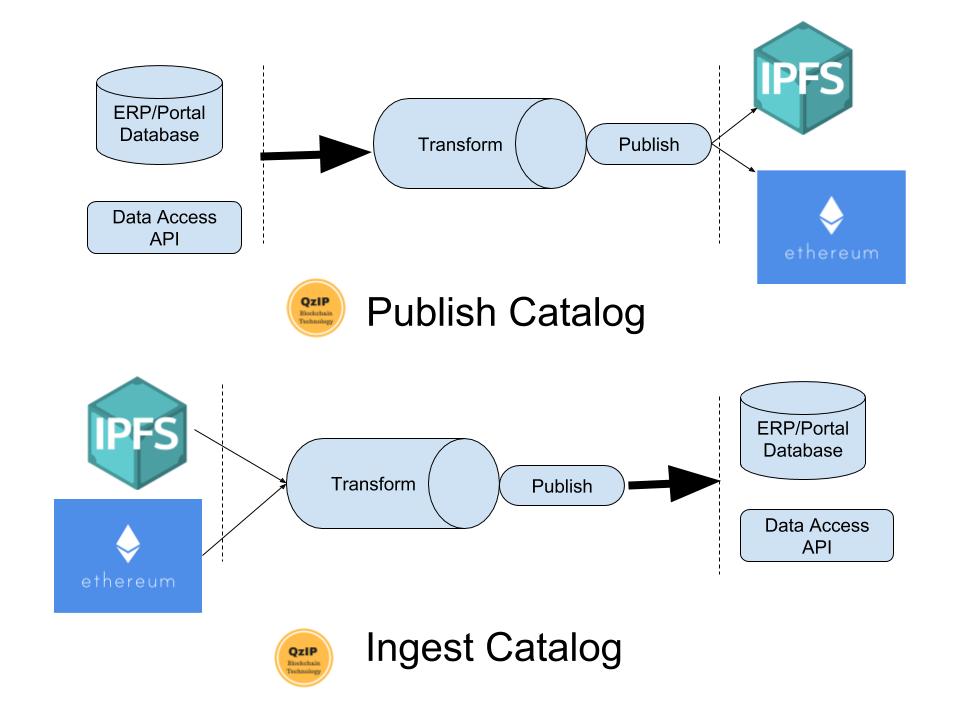 IPFS
ERP/Portal
Database
Transform
Publish
Data Access
API
ethereum
QzIP
Blockchain
Technology
Publish Catalog
IPFS
ERP/Portal
Database
Transform
Publish
Data Access
API
ethereum
QzIP
Blockchain
Technology
Ingest Catalog